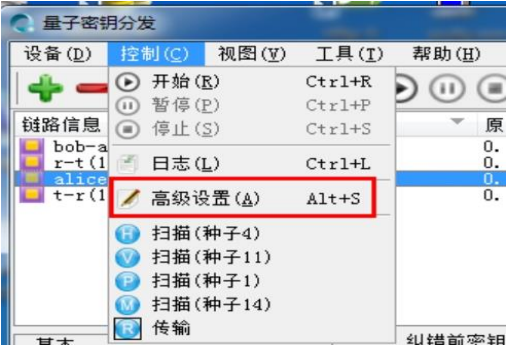 量子密钥分发
设备(D) 控制(C) 视图(V) 工具(I) 帮助(H)
开始(R) Ctrl+R
暂停(P) Ctrl+P
停止(S) Ctrl+S
链路信息 原
bob-a 0.
r-t(1 0.
日志(L) Ctrl+L
alice 0.
t-r(1 0.
高级设置(A) Alt+S
H 扫描(种子4)
V 扫描(种子11)
P 扫描(种子1)
M 扫描(种子14)
R 传输
基本 纠错前密钥